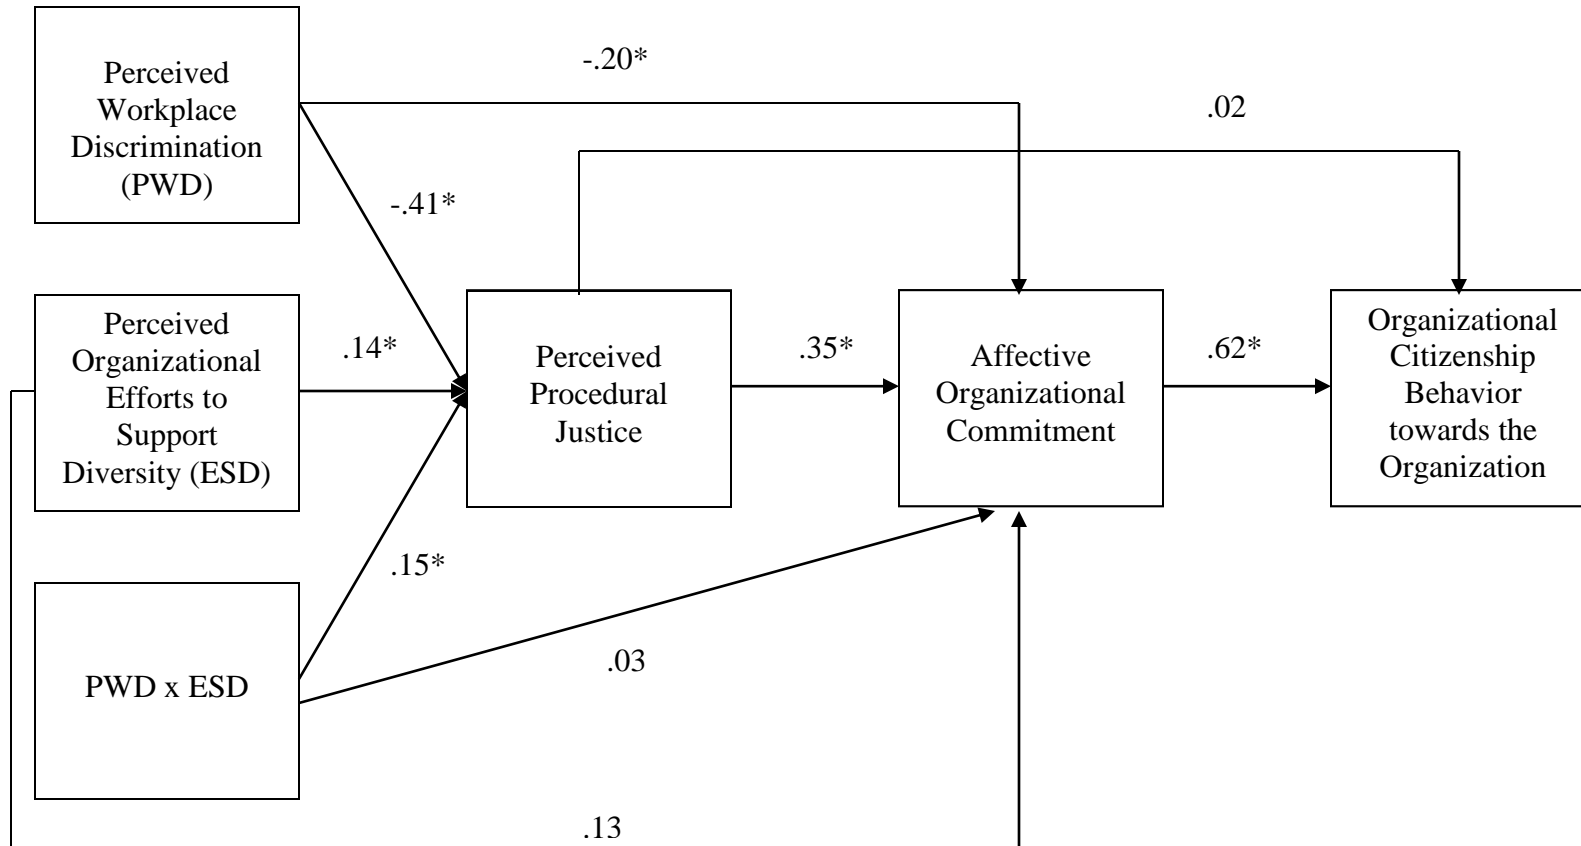 -.20*
.02
Perceived
Workplace
Discrimination
(PWD)
-.41*
Perceived
Organizational
Efforts to
Support
Diversity (ESD)
.14*
Perceived
Procedural
Justice
.35*
Affective
Organizational
Commitment
.62*
Organizational
Citizenship
Behavior
towards the
Organization
.15*
PWD x ESD
.03
.13